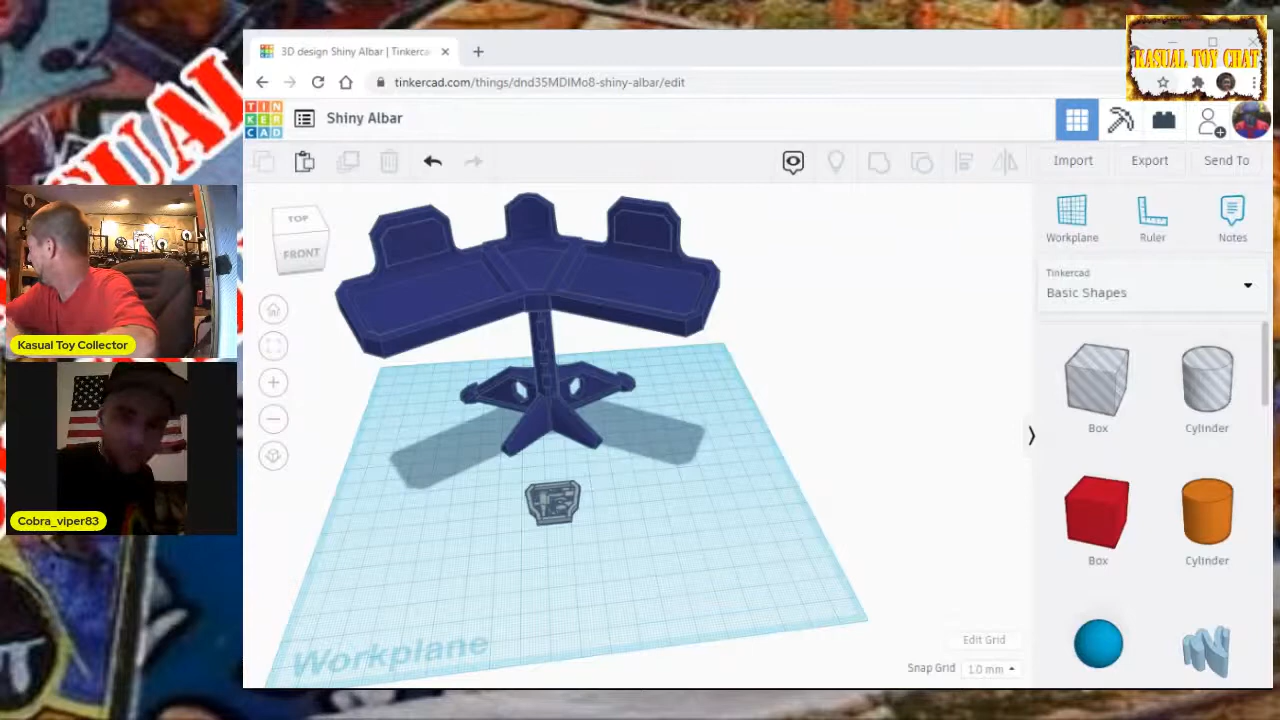 3D design Shiny Albar | Tinkerca
tinkercad.com/things/dnd35MDIMo8-shiny-albar/edit
KASUAL TOY CHAT
TIN
KER
CAD
Shiny Albar
Import
Export
Send To
UAL
TOP
FRONT
Workplane
Ruler
Notes
Tinkercad
Basic Shapes
Kasual Toy Collector
Box
Cylinder
Cobra_viper83
Box
Cylinder
Workplane
Edit Grid
Snap Grid
1.0 mm